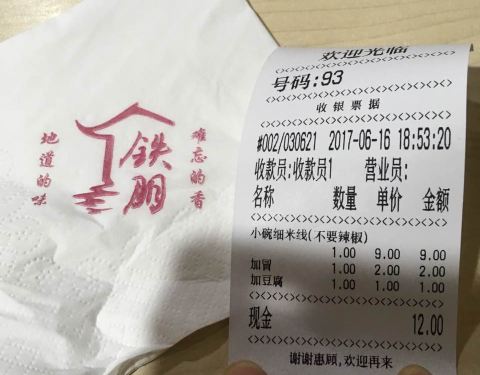 铁朋
地道的味
难忘的香
欢迎光临
号码:93
收银票据
#002/030621 2017-06-16 18:53:20
收款员:收款员1 营业员:
名称 数量 单价 金额
小碗细米线(不要辣椒)
1.00 9.00 9.00
加冒 1.00 2.00 2.00
加豆腐 1.00 1.00 1.00
现金 12.00
谢谢惠顾,欢迎再来